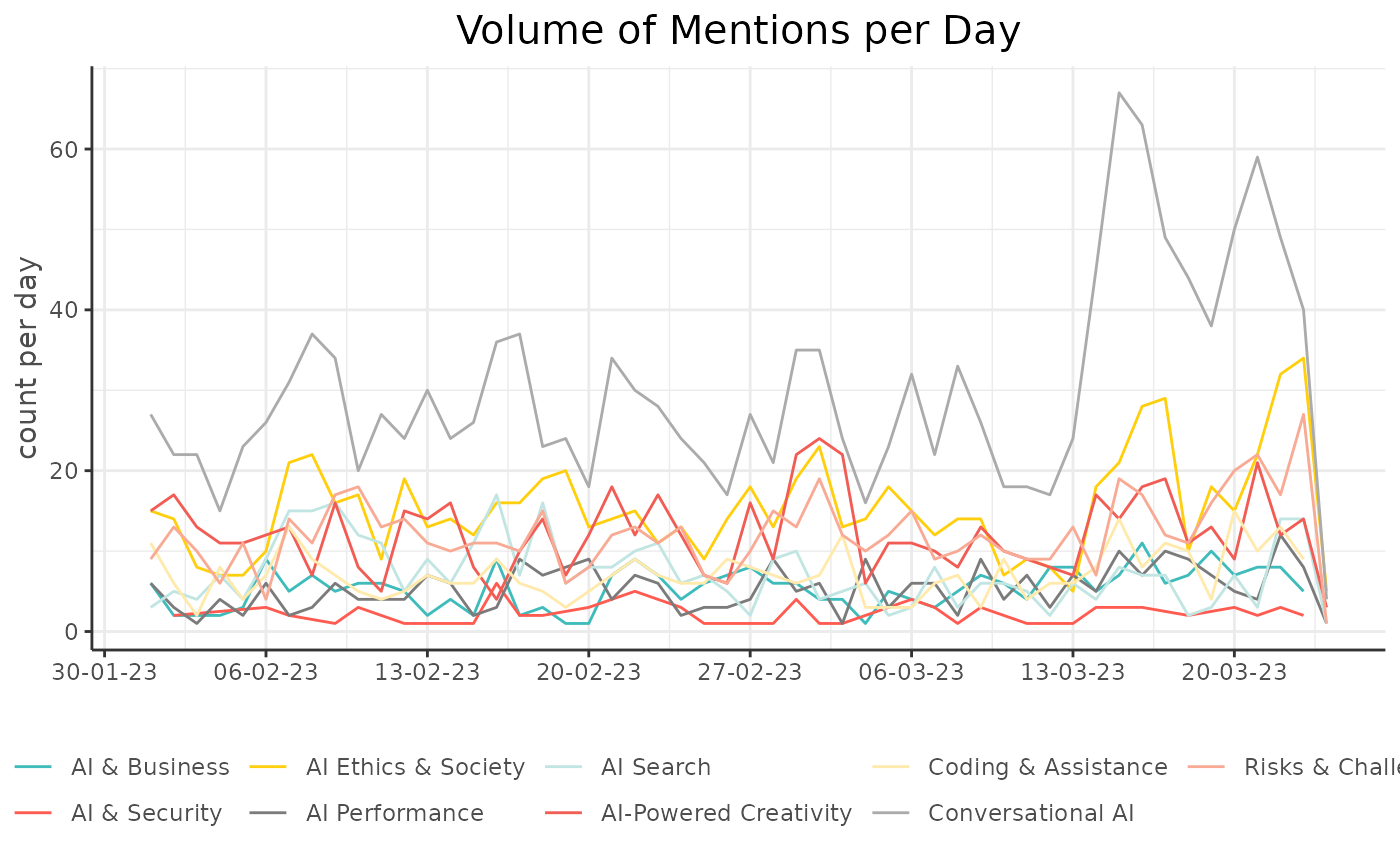 Volume of Mentions per Day
count per day
60
40
20
0
30-01-23 06-02-23 13-02-23 20-02-23 27-02-23 06-03-23 13-03-23 20-03-23
AI & Business AI Ethics & Society AI Search Coding & Assistance Risks & Challe
AI & Security AI Performance AI-Powered Creativity Conversational AI